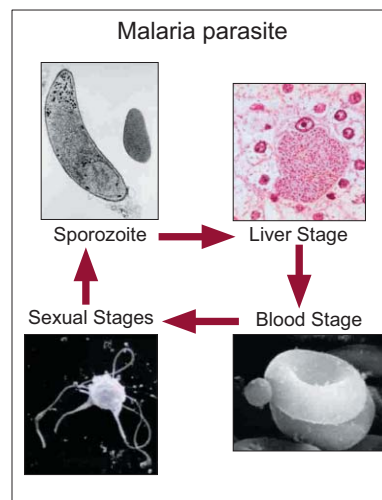 Malaria parasite
Sporozoite
Liver Stage
Sexual Stages
Blood Stage